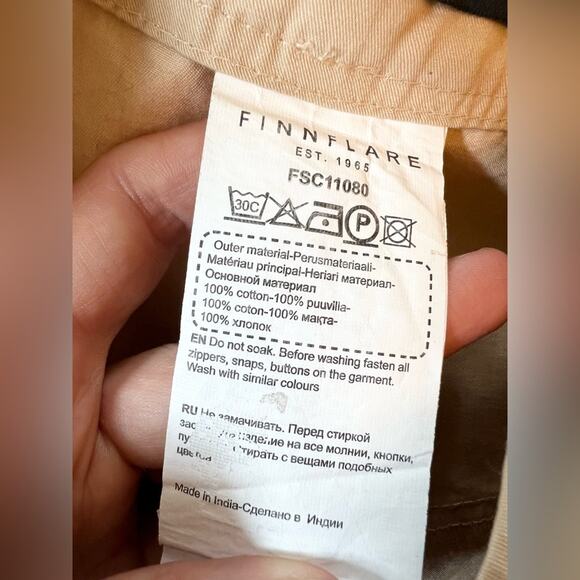 FINNFLARE
EST. 1965
FSC11080
30C P
Outer material-Perusmateriaali-
Matériau principal-Негізгі материал-
Основной материал
100% cotton-100% puuvilla-
100% coton-100% мақта-
100% хлопок
EN Do not soak. Before washing fasten all
zippers, snaps, buttons on the garment.
Wash with similar colours
RU Не замачивать. Перед стиркой
изделие на все молнии, кнопки,
стирать с вещами подобных
Made in India-Сделано в Индии